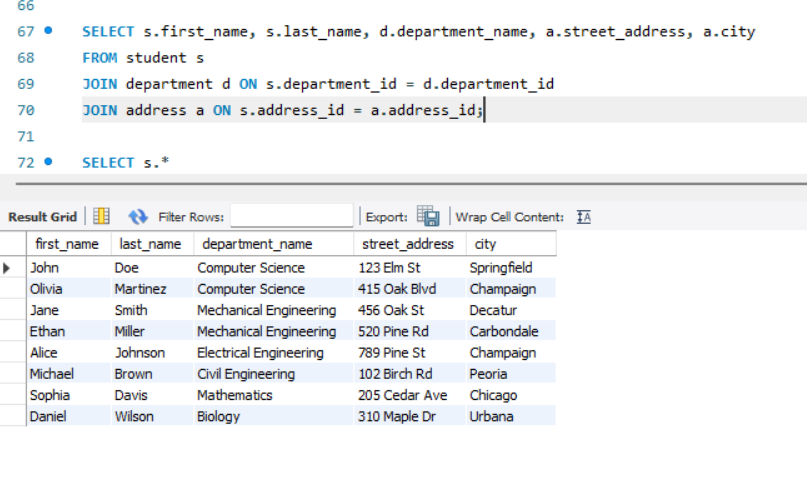 66
67 SELECT s.first_name, s.last_name, d.department_name, a.street_address, a.city
68 FROM student s
69 JOIN department d ON s.department_id = d.department_id
70 JOIN address a ON s.address_id = a.address_id;
71
72 SELECT s.*
Result Grid Filter Rows: Export: Wrap Cell Content: IA
first_name last_name department_name street_address city
John Doe Computer Science 123 Elm St Springfield
Olivia Martinez Computer Science 415 Oak Blvd Champaign
Jane Smith Mechanical Engineering 456 Oak St Decatur
Ethan Miller Mechanical Engineering 520 Pine Rd Carbondale
Alice Johnson Electrical Engineering 789 Pine St Champaign
Michael Brown Civil Engineering 102 Birch Rd Peoria
Sophia Davis Mathematics 205 Cedar Ave Chicago
Daniel Wilson Biology 310 Maple Dr Urbana